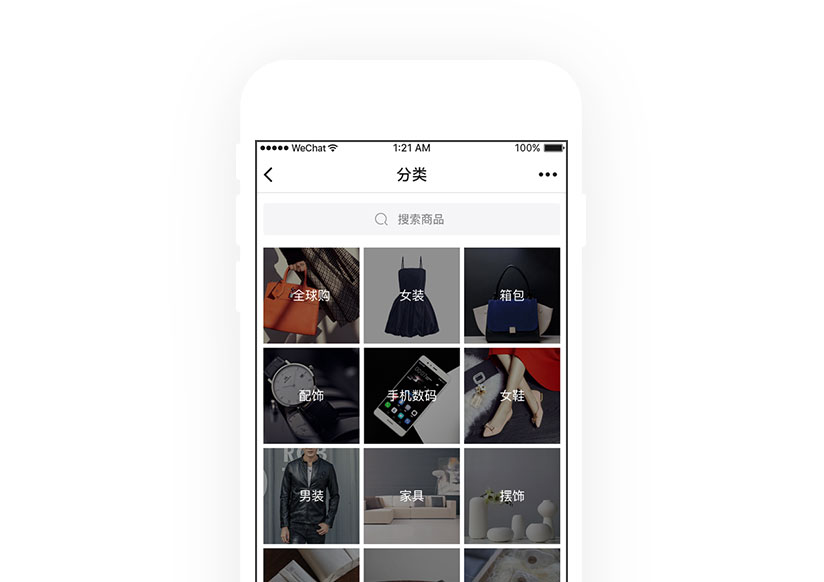 WeChat 1:21 AM 100%
分类
搜索商品
全球购 女装 箱包
配饰 手机数码 女鞋
男装 家具 摆饰